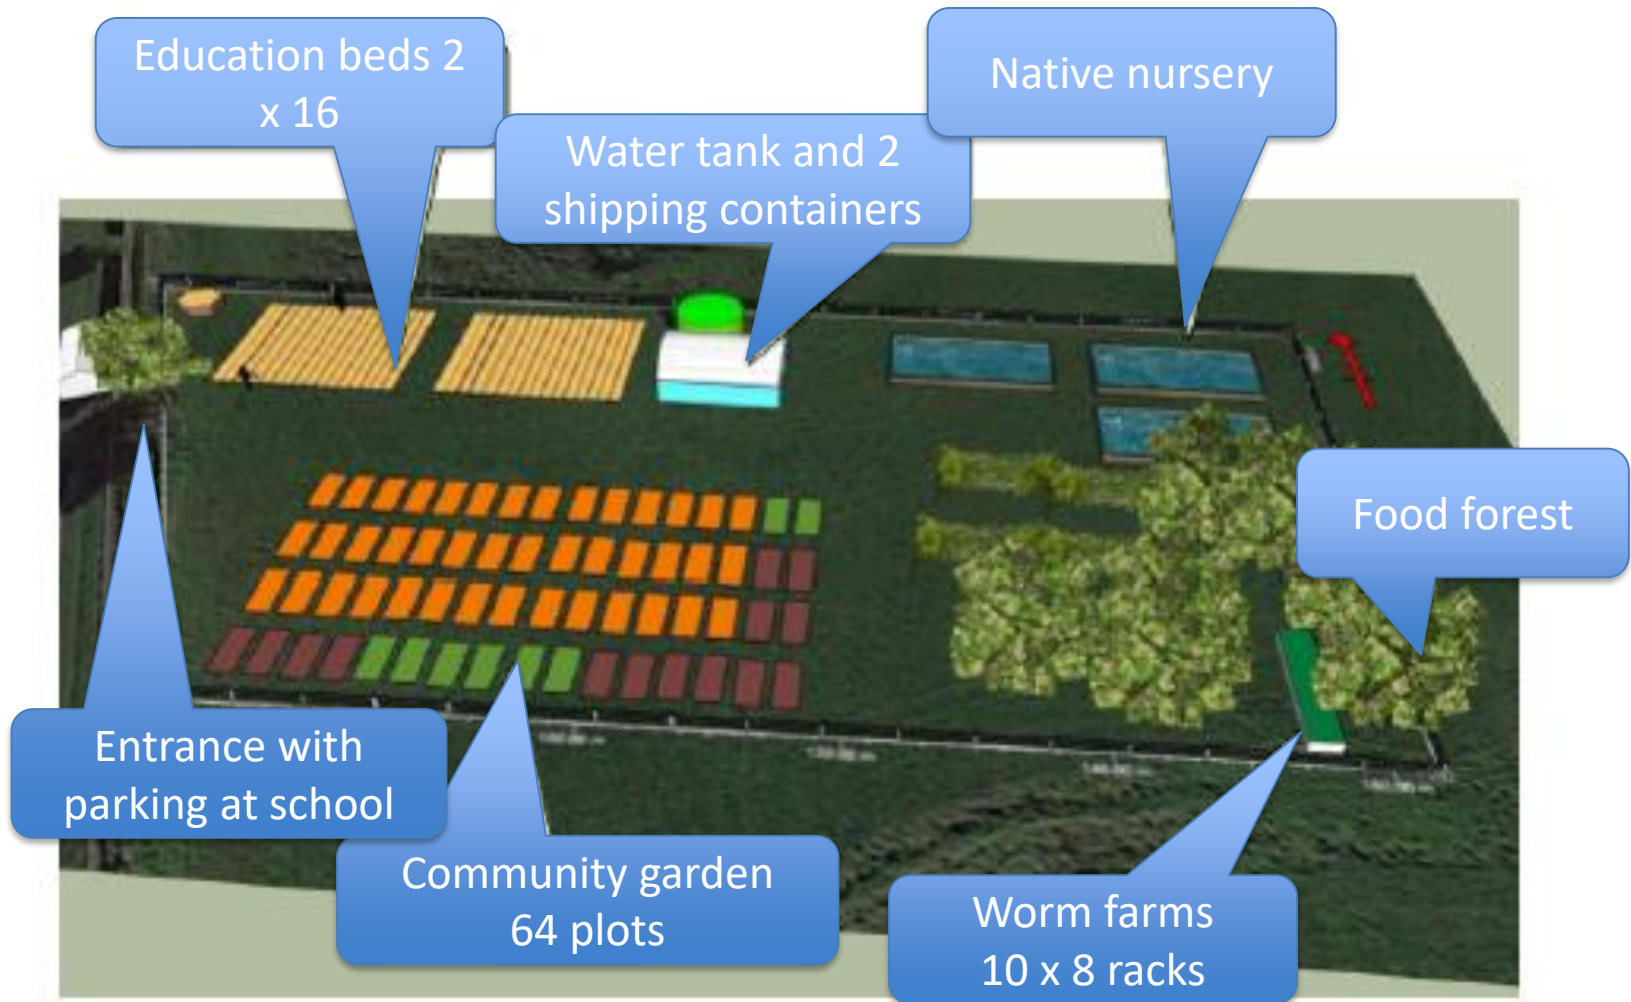 Education beds 2
x 16
Native nursery
Water tank and 2
shipping containers
Food forest
Entrance with
parking at school
Community garden
64 plots
Worm farms
10 x 8 racks